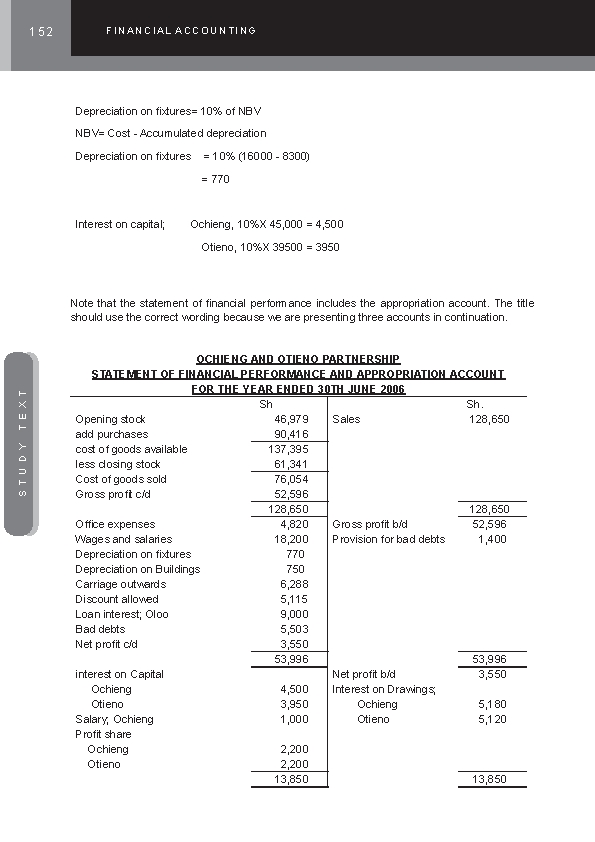 152 FINANCIAL ACCOUNTING
Depreciation on fixtures= 10% of NBV
NBV= Cost - Accumulated depreciation
Depreciation on fixtures = 10% (16000 - 8300)
= 770
Interest on capital; Ochieng, 10%X 45,000 = 4,500
Otieno, 10%X 39500 = 3950
Note that the statement of financial performance includes the appropriation account. The title
should use the correct wording because we are presenting three accounts in continuation.
STUDY TEXT
OCHIENG AND OTIENO PARTNERSHIP
STATEMENT OF FINANCIAL PERFORMANCE AND APPROPRIATION ACCOUNT
FOR THE YEAR ENDED 30TH JUNE 2006
Sh Sh.
Opening stock 46,979 Sales 128,650
add purchases 90,416
cost of goods available 137,395
less closing stock 61,341
Cost of goods sold 76,054
Gross profit c/d 52,596
128,650 128,650
Office expenses 4,820 Gross profit b/d 52,596
Wages and salaries 18,200 Provision for bad debts 1,400
Depreciation on fixtures 770
Depreciation on Buildings 750
Carriage outwards 6,288
Discount allowed 5,115
Loan interest; Oloo 9,000
Bad debts 5,503
Net profit c/d 3,550
53,996 53,996
interest on Capital Net profit b/d 3,550
Ochieng 4,500 Interest on Drawings;
Otieno 3,950 Ochieng 5,180
Salary; Ochieng 1,000 Otieno 5,120
Profit share
Ochieng 2,200
Otieno 2,200
13,850 13,850